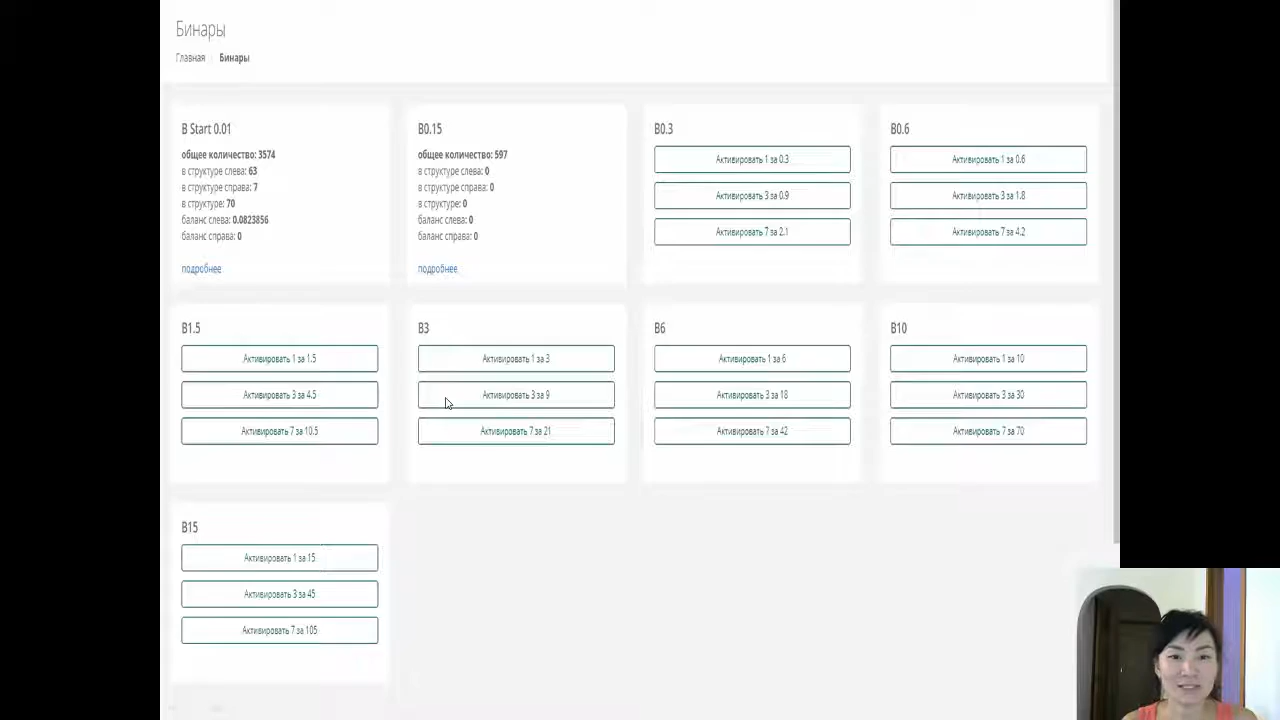 Бинары
Главная Бинары
B Start 0.01
общее количество: 3574
в структуре слева: 63
в структуре справа: 7
в структуре: 70
баланс слева: 0.0823856
баланс справа: 0
подробнее
B0.15
общее количество: 597
в структуре слева: 0
в структуре справа: 0
в структуре: 0
баланс слева: 0
баланс справа: 0
подробнее
B0.3
Активировать 1 за 0.3
Активировать 3 за 0.9
Активировать 7 за 2.1
B0.6
Активировать 1 за 0.6
Активировать 3 за 1.8
Активировать 7 за 4.2
B1.5
Активировать 1 за 1.5
Активировать 3 за 4.5
Активировать 7 за 10.5
B3
Активировать 1 за 3
Активировать 3 за 9
Активировать 7 за 21
B6
Активировать 1 за 6
Активировать 3 за 18
Активировать 7 за 42
B10
Активировать 1 за 10
Активировать 3 за 30
Активировать 7 за 70
B15
Активировать 1 за 15
Активировать 3 за 45
Активировать 7 за 105